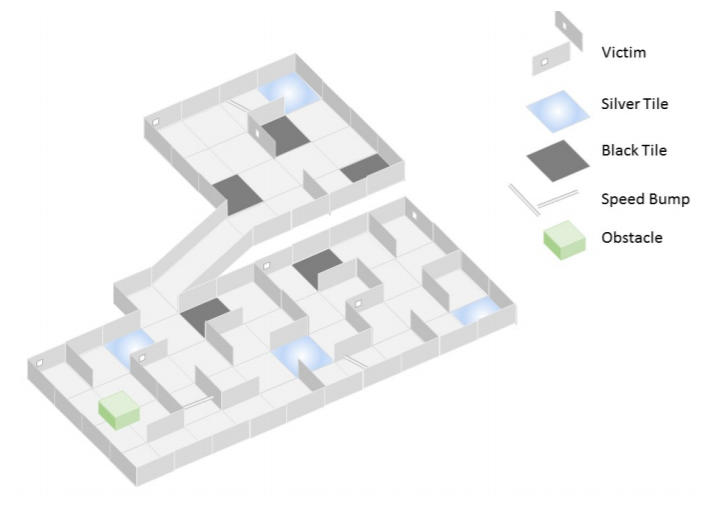 Victim
Silver Tile
Black Tile
Speed Bump
Obstacle